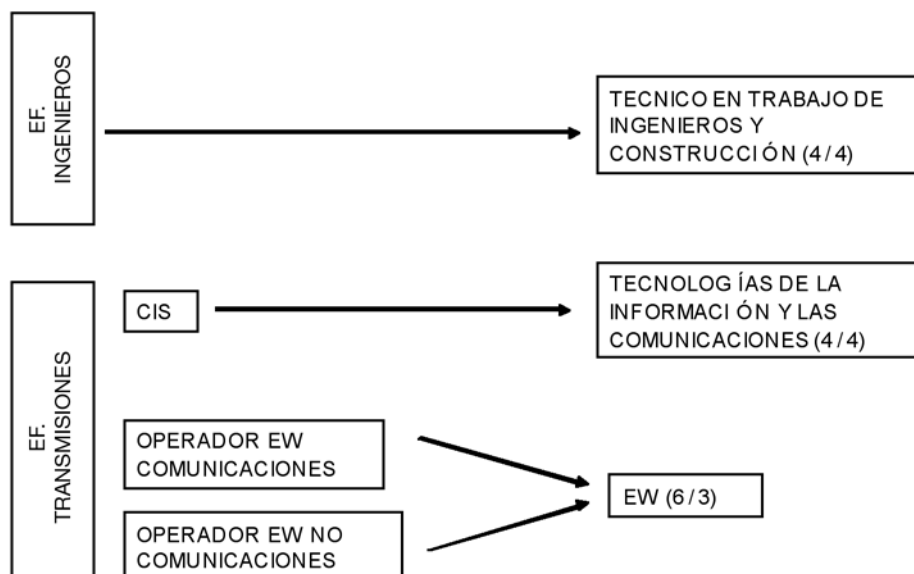 EF.
INGENIEROS
TECNICO EN TRABAJO DE
INGENIEROS Y
CONSTRUCCIÓN (4/4)
EF.
TRANSMISIONES
CIS
TECNOLOGÍAS DE LA
INFORMACIÓN Y LAS
COMUNICACIONES (4/4)
OPERADOR EW
COMUNICACIONES
EW (6/3)
OPERADOR EW NO
COMUNICACIONES